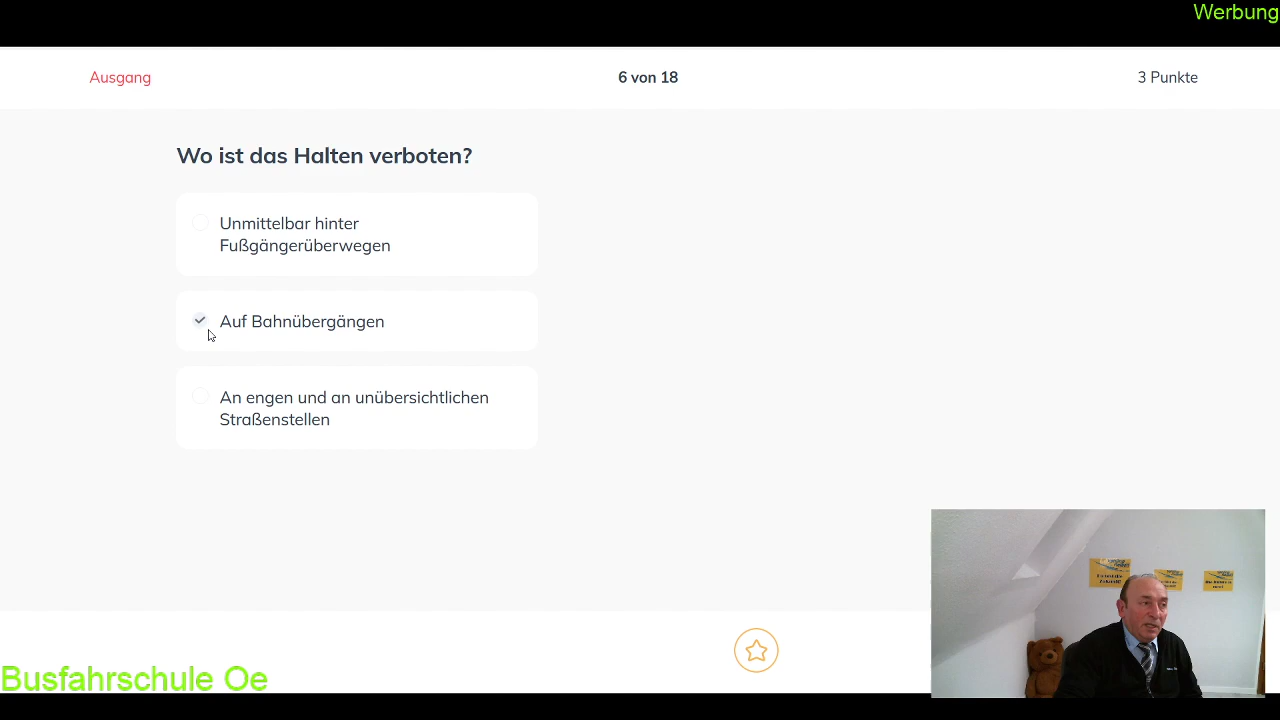 Werbung
Ausgang
6 von 18
3 Punkte
Wo ist das Halten verboten?
Unmittelbar hinter
Fußgängerüberwegen
Auf Bahnübergängen
An engen und an unübersichtlichen
Straßenstellen
Busfahrschule Oe